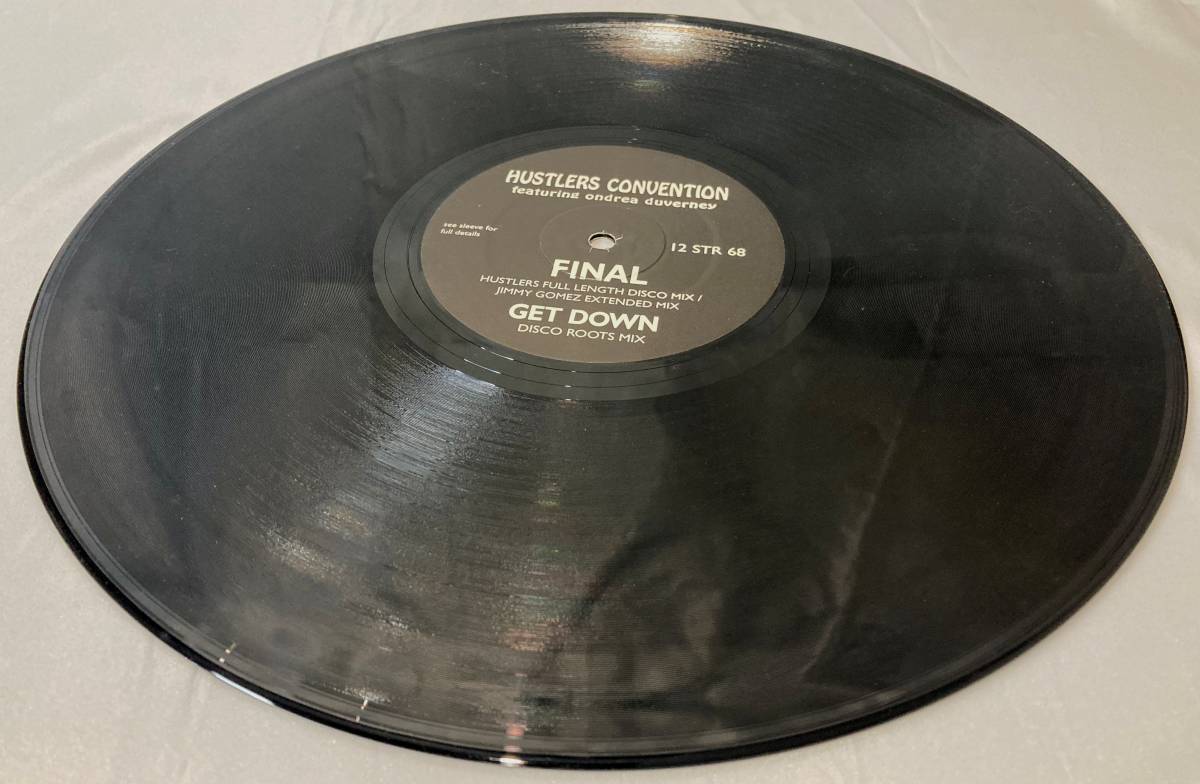 HUSTLERS CONVENTION
featuring ondrea duverney
see sleeve for
full details
12 STR 68
FINAL
HUSTLERS FULL LENGTH DISCO MIX /
JIMMY GOMEZ EXTENDED MIX
GET DOWN
DISCO ROOTS MIX